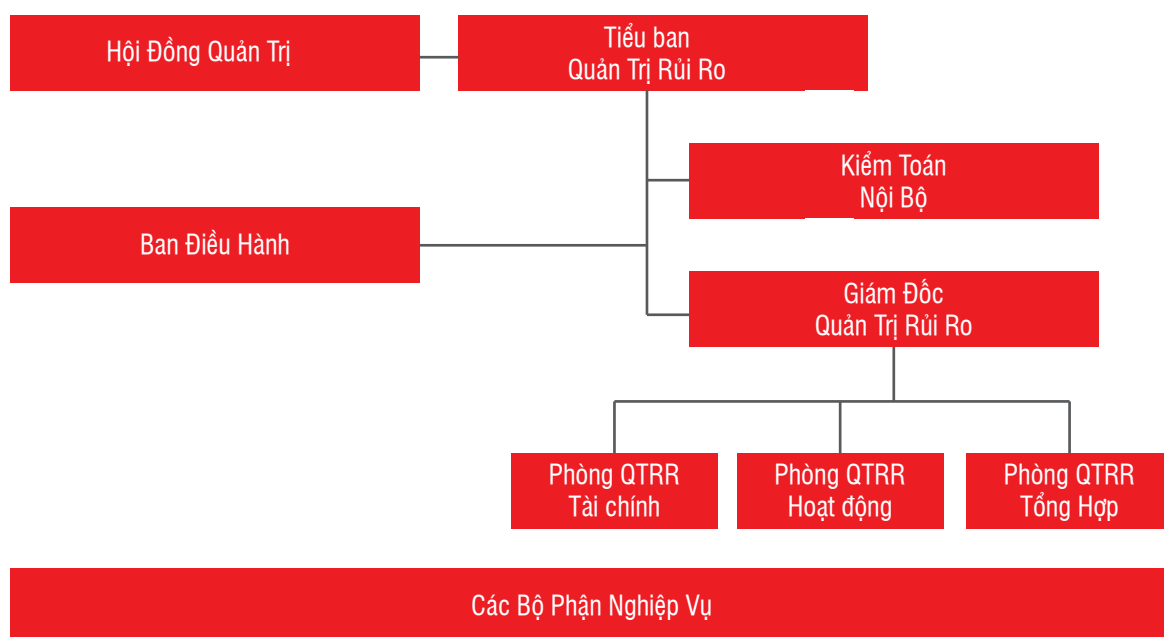 Hội Đồng Quản Trị
Tiểu ban
Quản Trị Rủi Ro
Kiểm Toán
Nội Bộ
Ban Điều Hành
Giám Đốc
Quản Trị Rủi Ro
Phòng QTRR
Tài chính
Phòng QTRR
Hoạt động
Phòng QTRR
Tổng Hợp
Các Bộ Phận Nghiệp Vụ